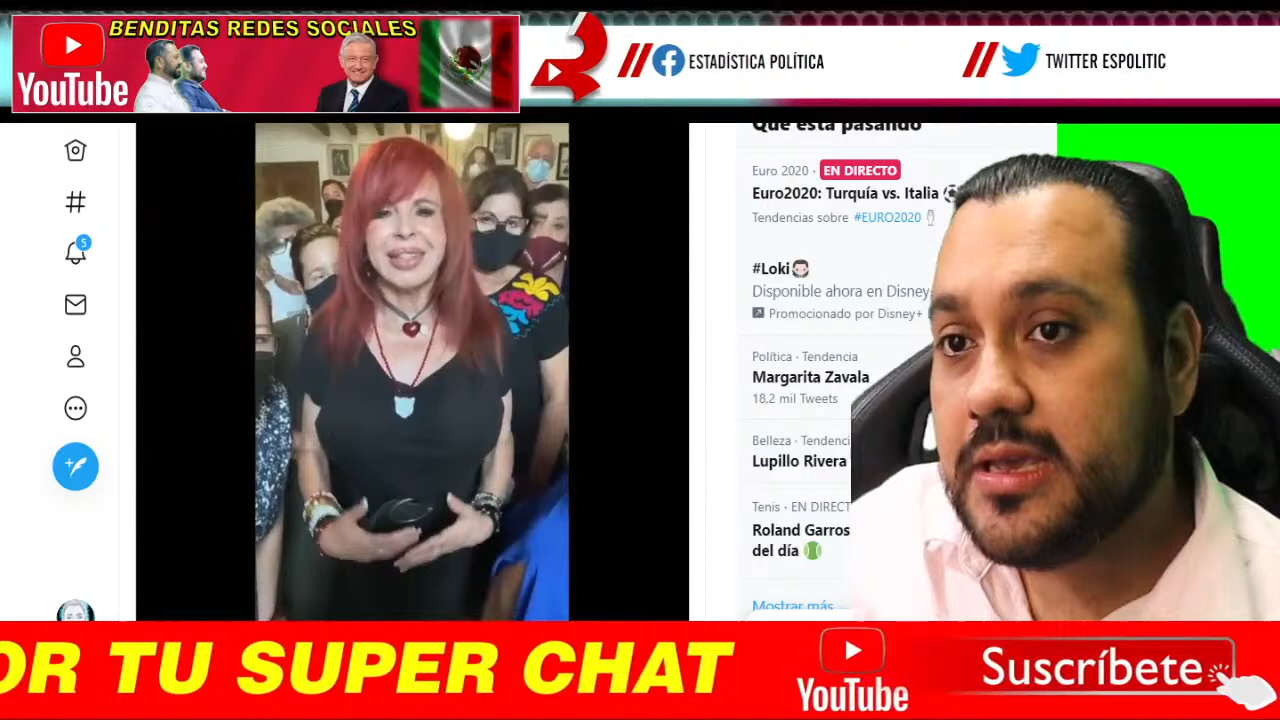 BENDITAS REDES SOCIALES
YouTube
ESTADÍSTICA POLÍTICA
TWITTER ESPOLITIC
Qué está pasando
5
Euro 2020 · EN DIRECTO
Euro2020: Turquía vs. Italia
Tendencias sobre #EURO2020
#Loki
Disponible ahora en Disney
Promocionado por Disney+
Política · Tendencia
Margarita Zavala
18,2 mil Tweets
Belleza · Tendenci
Lupillo Rivera
Tenis · EN DIRECT
Roland Garros
del día
Mostrar más
OR TU SUPER CHAT
YouTube
Suscríbete